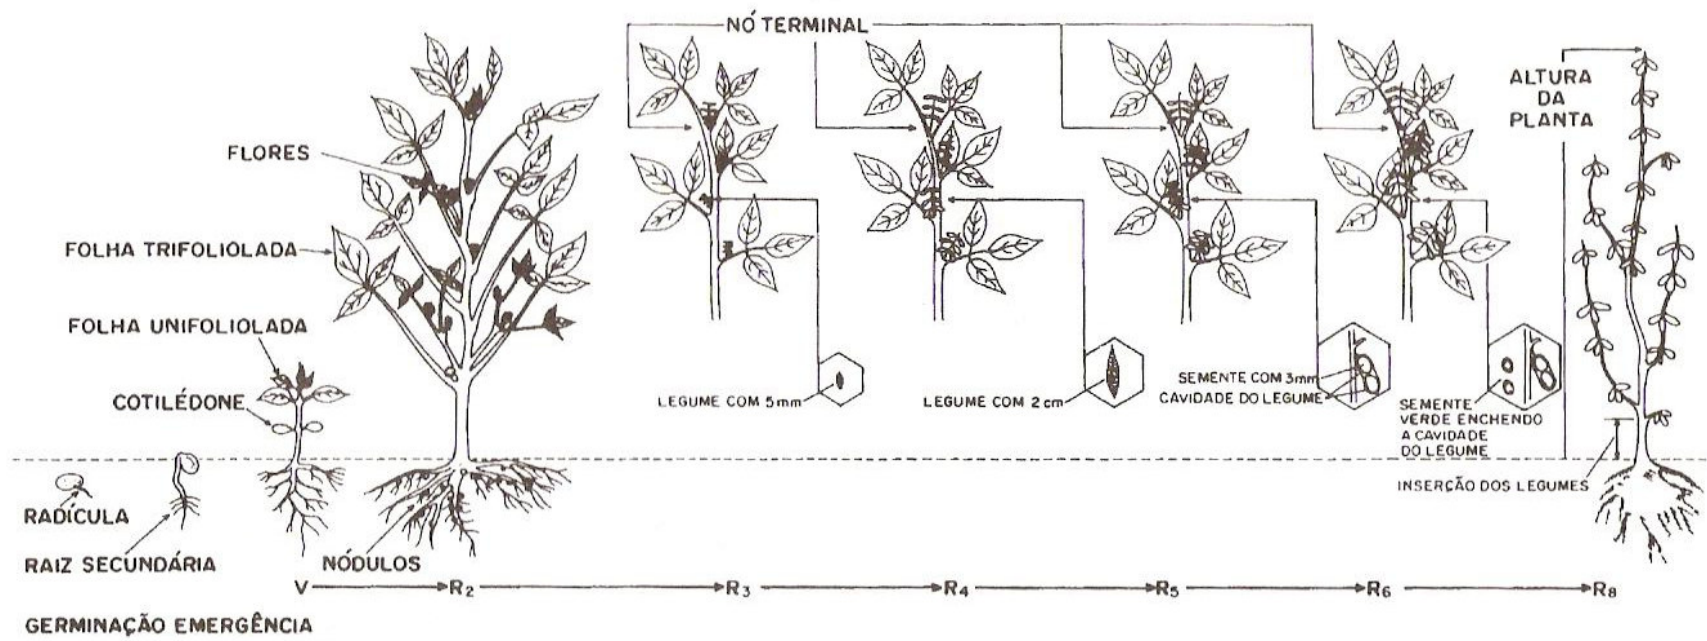 NÓ TERMINAL
ALTURA
DA
PLANTA
FLORES
FOLHA TRIFOLIOLADA
FOLHA UNIFOLIOLADA
COTILÉDONE
LEGUME COM 5mm
LEGUME COM 2 cm
SEMENTE COM 3mm
CAVIDADE DO LEGUME
SEMENTE
VERDE ENCHENDO
A CAVIDADE
DO LEGUME
INSERÇÃO DOS LEGUMES
RADÍCULA
RAIZ SECUNDÁRIA
NÓDULOS
V R2 R3 R4 R5 R6 R8
GERMINAÇÃO EMERGÊNCIA